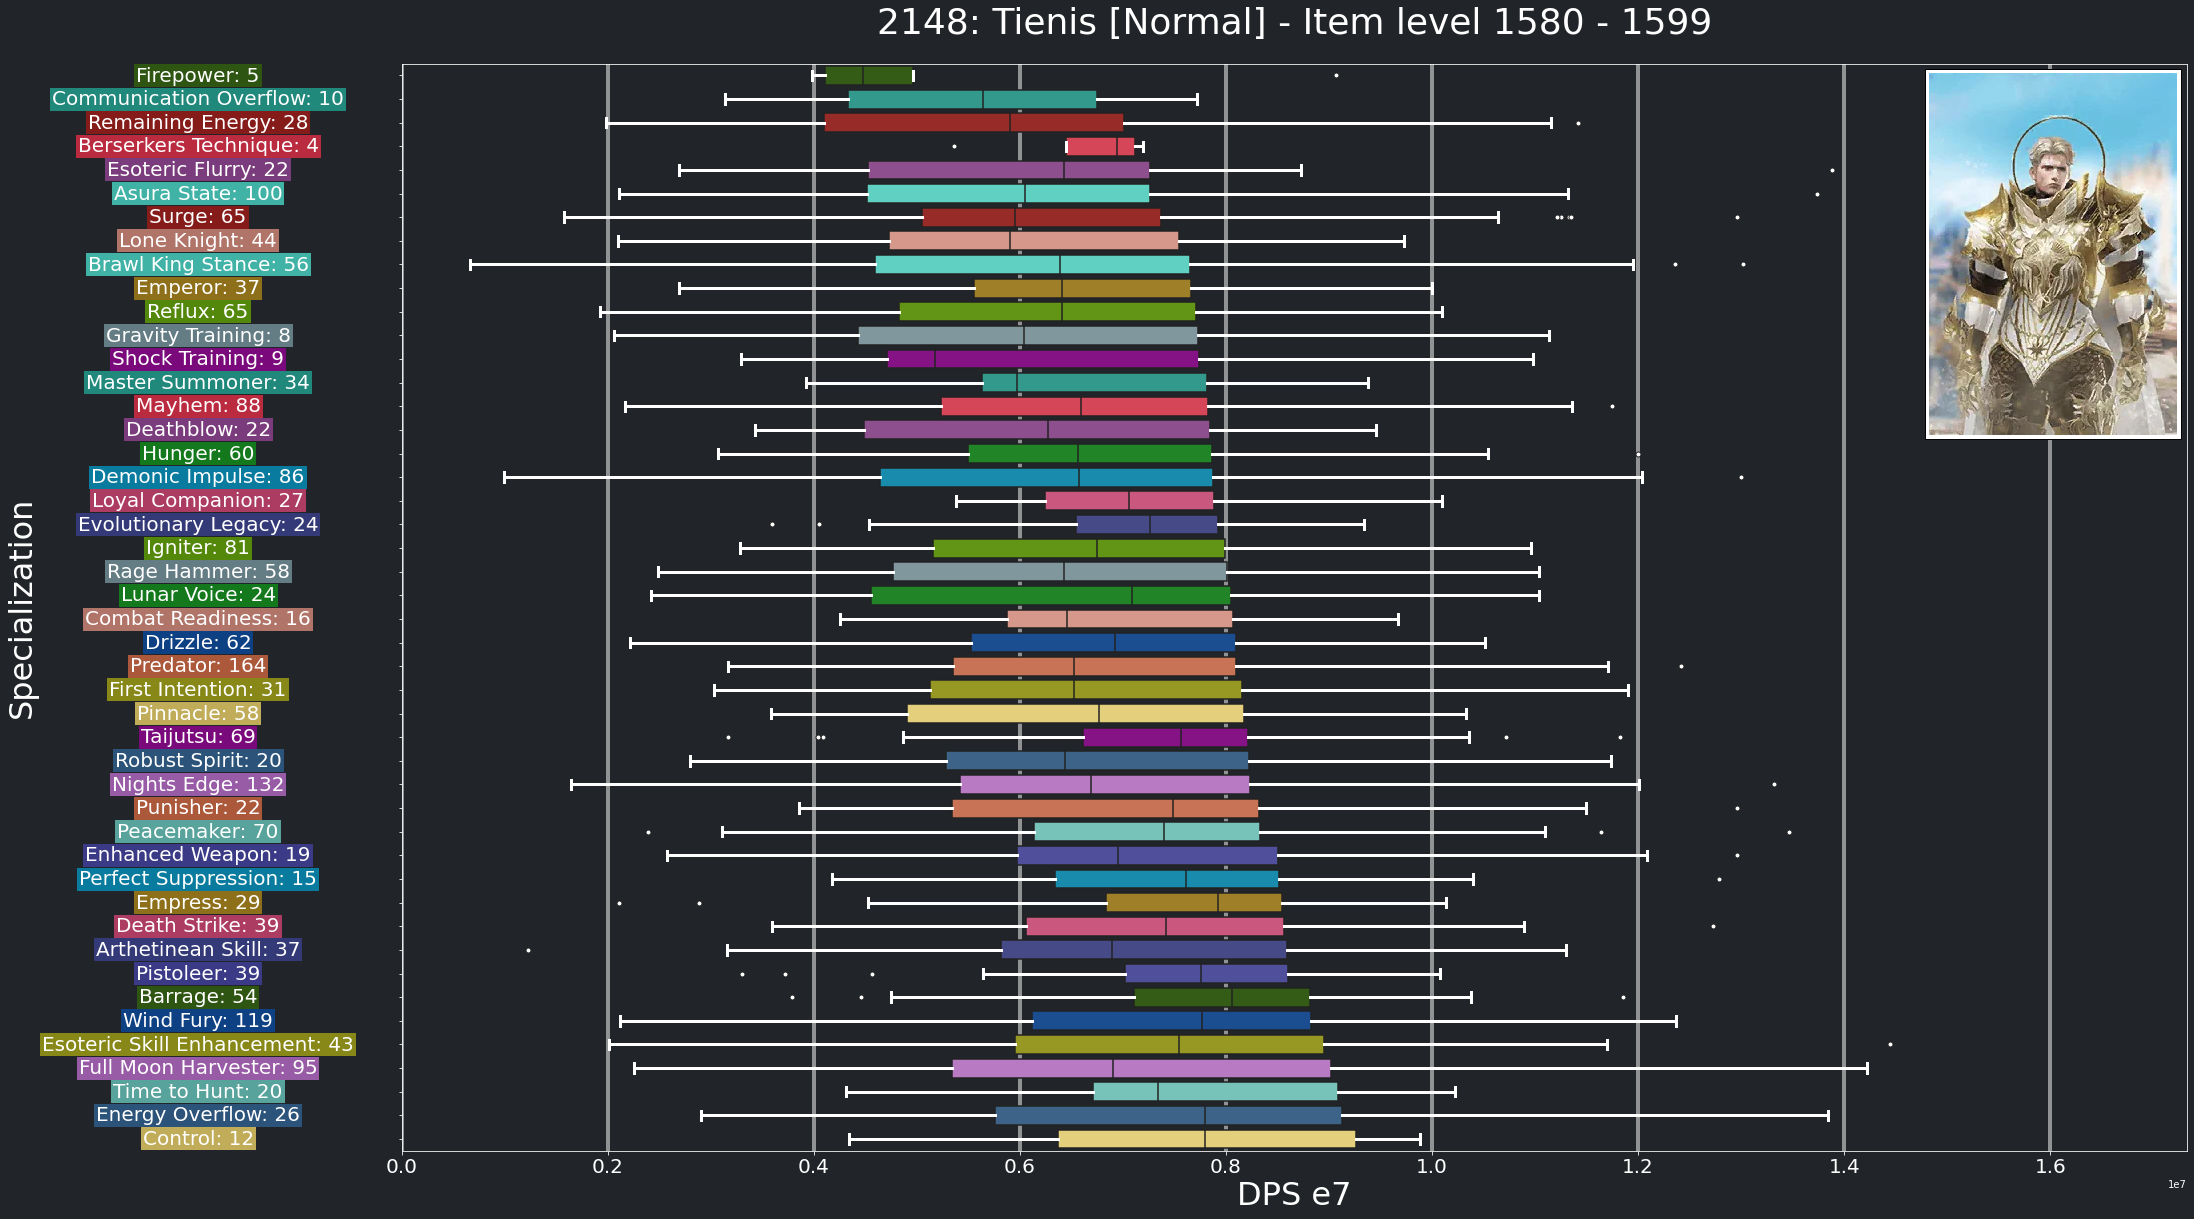 2148: Tienis [Normal] - Item level 1580 - 1599
Specialization
Firepower: 5
Communication Overflow: 10
Remaining Energy: 28
Berserkers Technique: 4
Esoteric Flurry: 22
Asura State: 100
Surge: 65
Lone Knight: 44
Brawl King Stance: 56
Emperor: 37
Reflux: 65
Gravity Training: 8
Shock Training: 9
Master Summoner: 34
Mayhem: 88
Deathblow: 22
Hunger: 60
Demonic Impulse: 86
Loyal Companion: 27
Evolutionary Legacy: 24
Igniter: 81
Rage Hammer: 58
Lunar Voice: 24
Combat Readiness: 16
Drizzle: 62
Predator: 164
First Intention: 31
Pinnacle: 58
Taijutsu: 69
Robust Spirit: 20
Nights Edge: 132
Punisher: 22
Peacemaker: 70
Enhanced Weapon: 19
Perfect Suppression: 15
Empress: 29
Death Strike: 39
Arthetinean Skill: 37
Pistoleer: 39
Barrage: 54
Wind Fury: 119
Esoteric Skill Enhancement: 43
Full Moon Harvester: 95
Time to Hunt: 20
Energy Overflow: 26
Control: 12
0.0 0.2 0.4 0.6 0.8 1.0 1.2 1.4 1.6
1e7
DPS e7